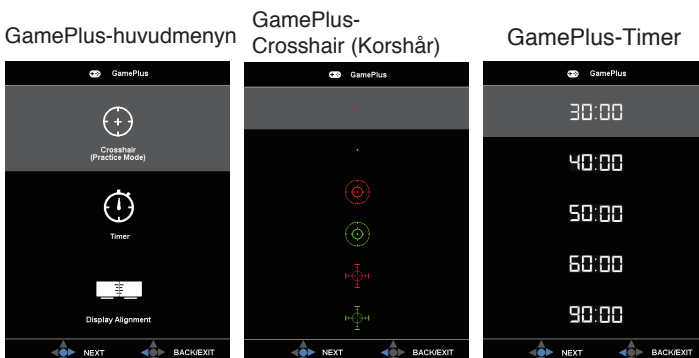 GamePlus-huvudmenyn
GamePlus
Crosshair
(Practice Mode)
Timer
Display Alignment
NEXT BACK/EXIT
GamePlus-
Crosshair (Korshår)
GamePlus
NEXT BACK/EXIT
GamePlus-Timer
GamePlus
30:00
40:00
50:00
60:00
90:00
NEXT BACK/EXIT